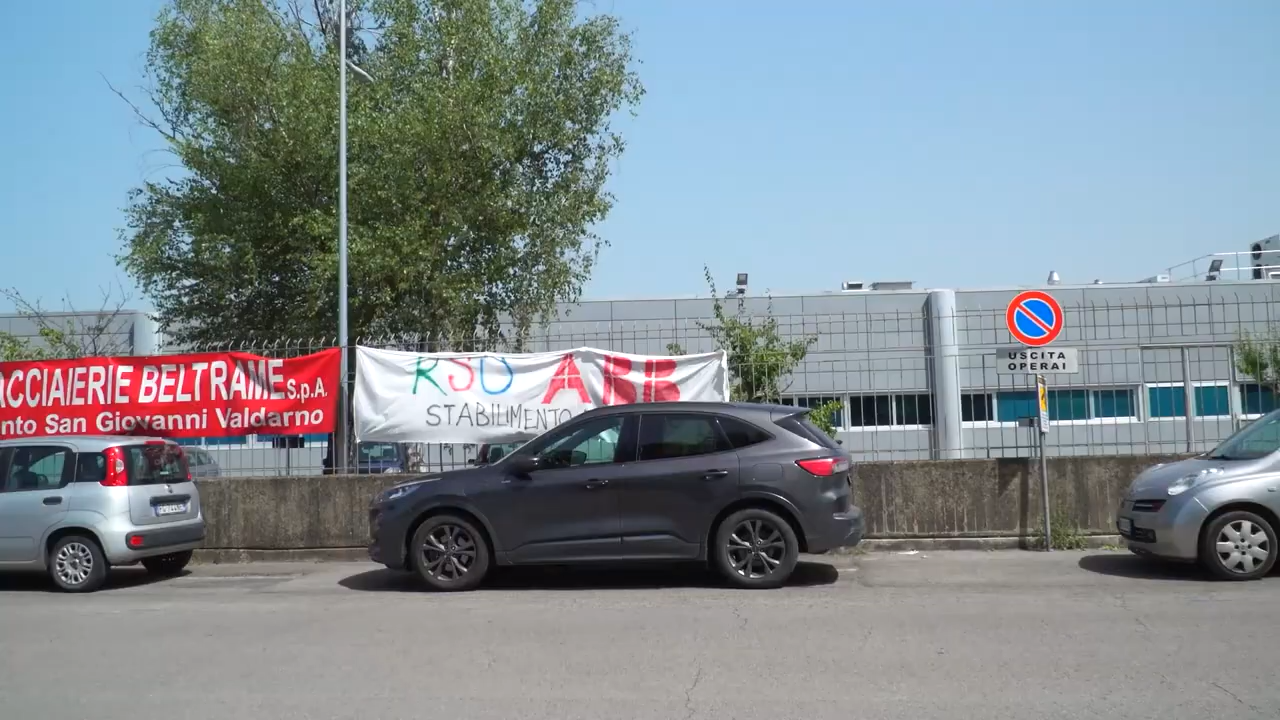 ACCIAIERIE BELTRAME S.p.A.
nto San Giovanni Valdarno
RSU ABB
STABILIMENTO
USCITA
OPERAI